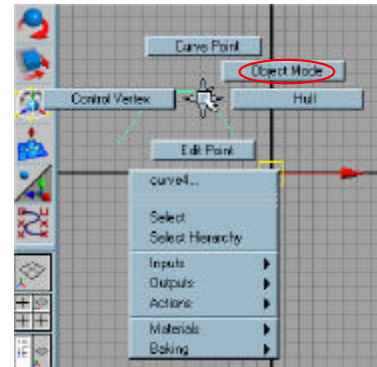 Curve Point
Object Mode
Control Vertex
Hull
Edit Point
curve4...
Select
Select Hierarchy
Inputs
Outputs
Actions
Materials
Baking